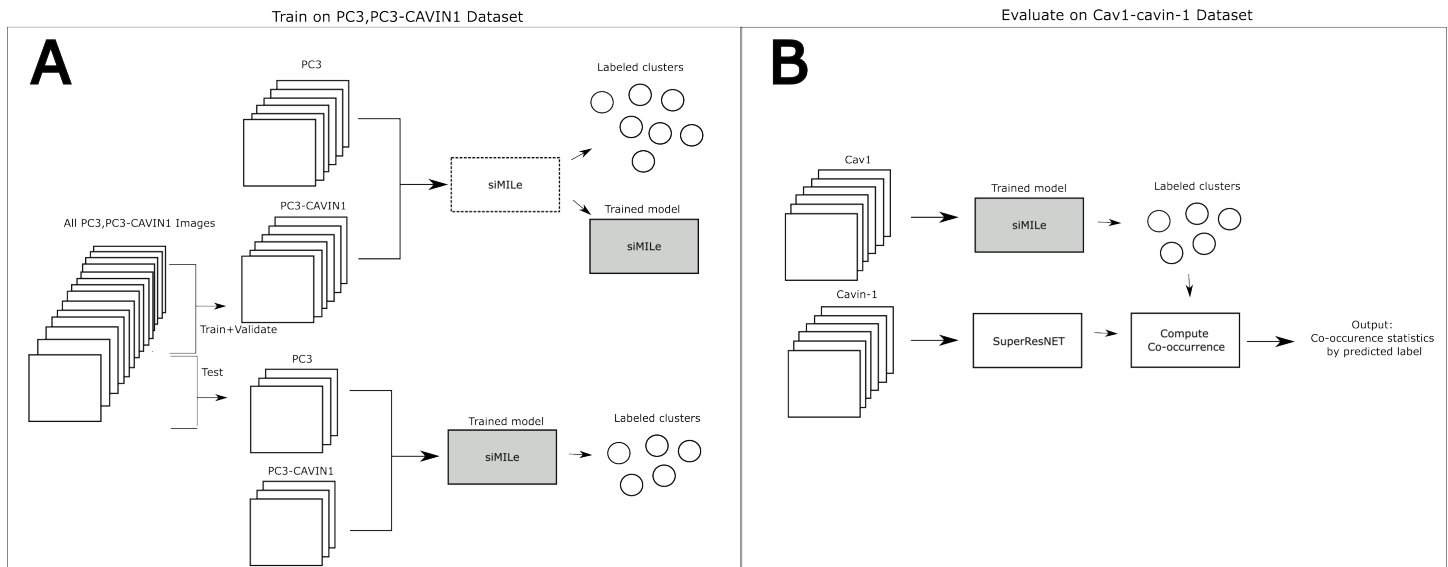 Train on PC3,PC3-CAVIN1 Dataset
A
PC3
Labeled clusters
siMILe
PC3-CAVIN1
Trained model
siMILe
All PC3,PC3-CAVIN1 Images
Train+Validate
Test
PC3
Trained model
siMILe
Labeled clusters
PC3-CAVIN1
Evaluate on Cav1-cavin-1 Dataset
B
Cav1
Trained model
siMILe
Labeled clusters
Cavin-1
SuperResNET
Compute
Co-occurrence
Output:
Co-occurence statistics
by predicted label